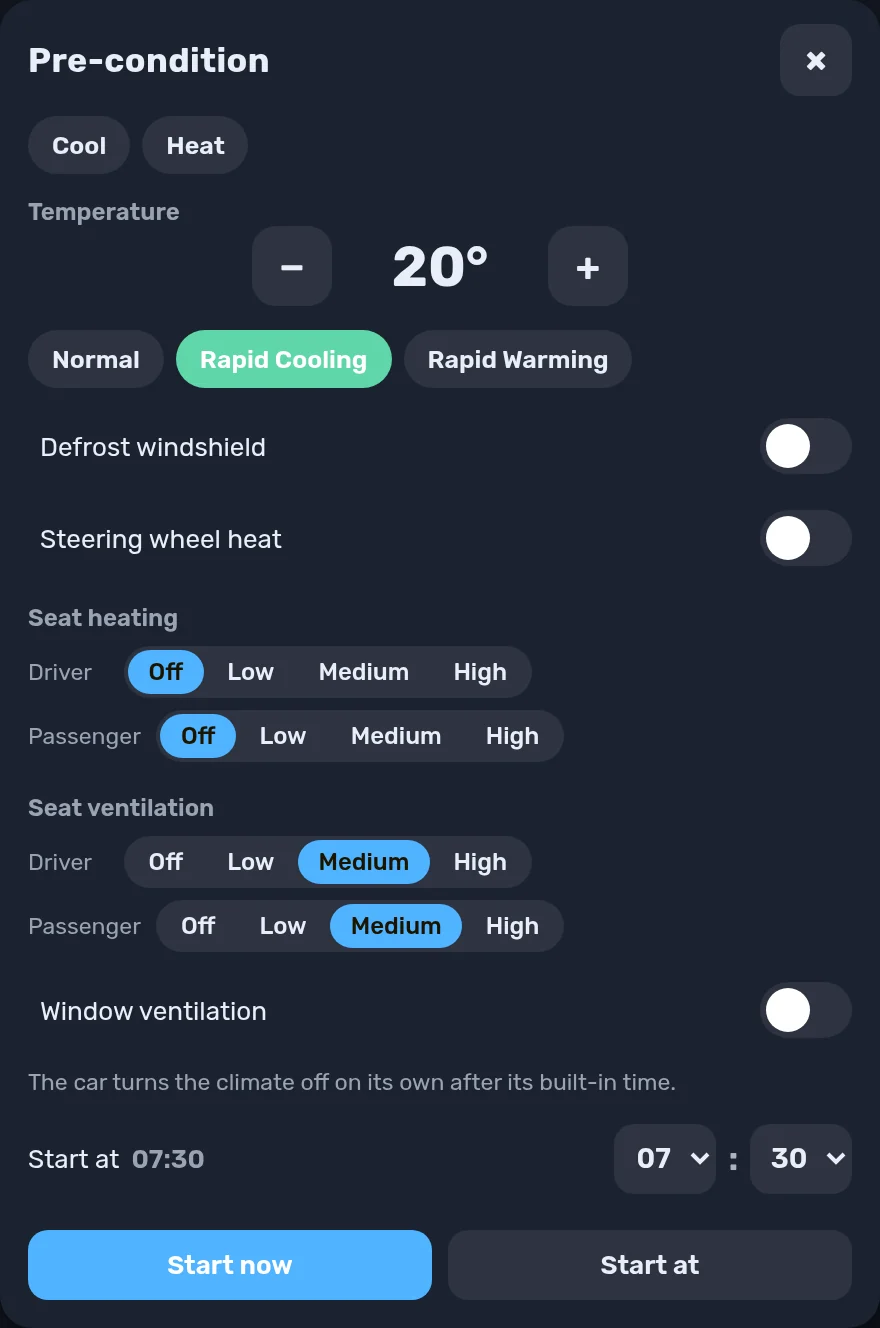 Pre-condition
Cool Heat
Temperature
− 20° +
Normal Rapid Cooling Rapid Warming
Defrost windshield
Steering wheel heat
Seat heating
Driver Off Low Medium High
Passenger Off Low Medium High
Seat ventilation
Driver Off Low Medium High
Passenger Off Low Medium High
Window ventilation
The car turns the climate off on its own after its built-in time.
Start at 07:30 07 : 30
Start now Start at